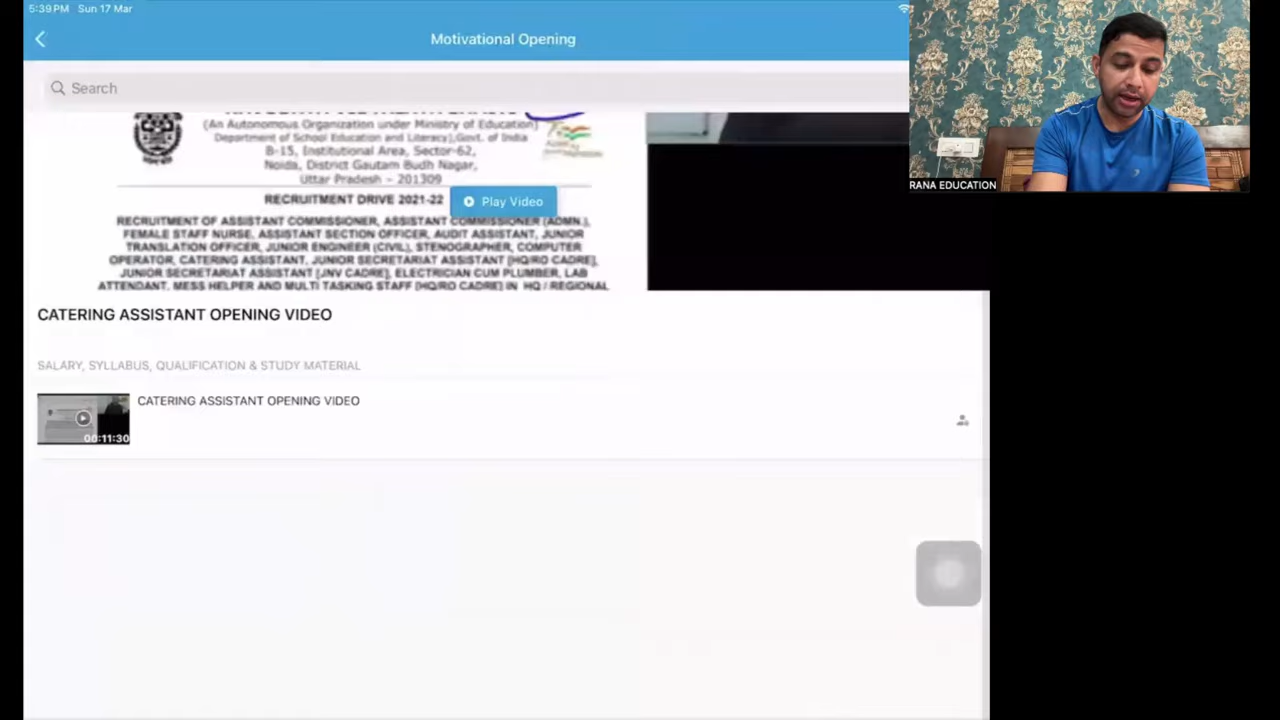 5:39 PM Sun 17 Mar
Motivational Opening
Search
(An Autonomous Organization under Ministry of Education)
Department of School Education and Literacy),Govt. of India
B-15, Institutional Area, Sector-62,
Noida, District Gautam Budh Nagar,
Uttar Pradesh - 201309
RECRUITMENT DRIVE 2021-22
Play Video
RECRUITMENT OF ASSISTANT COMMISSIONER, ASSISTANT COMMISSIONER (ADMN.),
FEMALE STAFF NURSE, ASSISTANT SECTION OFFICER, AUDIT ASSISTANT, JUNIOR
TRANSLATION OFFICER, JUNIOR ENGINEER (CIVIL), STENOGRAPHER, COMPUTER
OPERATOR, CATERING ASSISTANT, JUNIOR SECRETARIAT ASSISTANT [HQ/RO CADRE],
JUNIOR SECRETARIAT ASSISTANT [JNV CADRE], ELECTRICIAN CUM PLUMBER, LAB
ATTENDANT, MESS HELPER AND MULTI TASKING STAFF [HQ/RO CADRE] IN HQ / REGIONAL
CATERING ASSISTANT OPENING VIDEO
SALARY, SYLLABUS, QUALIFICATION & STUDY MATERIAL
CATERING ASSISTANT OPENING VIDEO
00:11:30
RANA EDUCATION